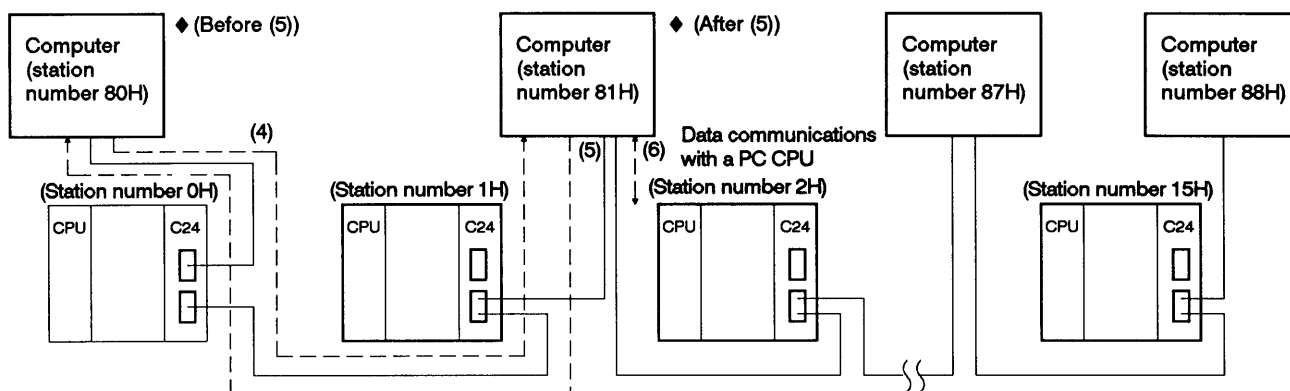 ♦ (Before (5))
Computer
(station
number 80H)
(4)
♦ (After (5))
Computer
(station
number 81H)
(5)
(6)
Data communications
with a PC CPU
Computer
(station
number 87H)
Computer
(station
number 88H)
(Station number 0H)
CPU
C24
(Station number 1H)
CPU
C24
(Station number 2H)
CPU
C24
(Station number 15H)
CPU
C24